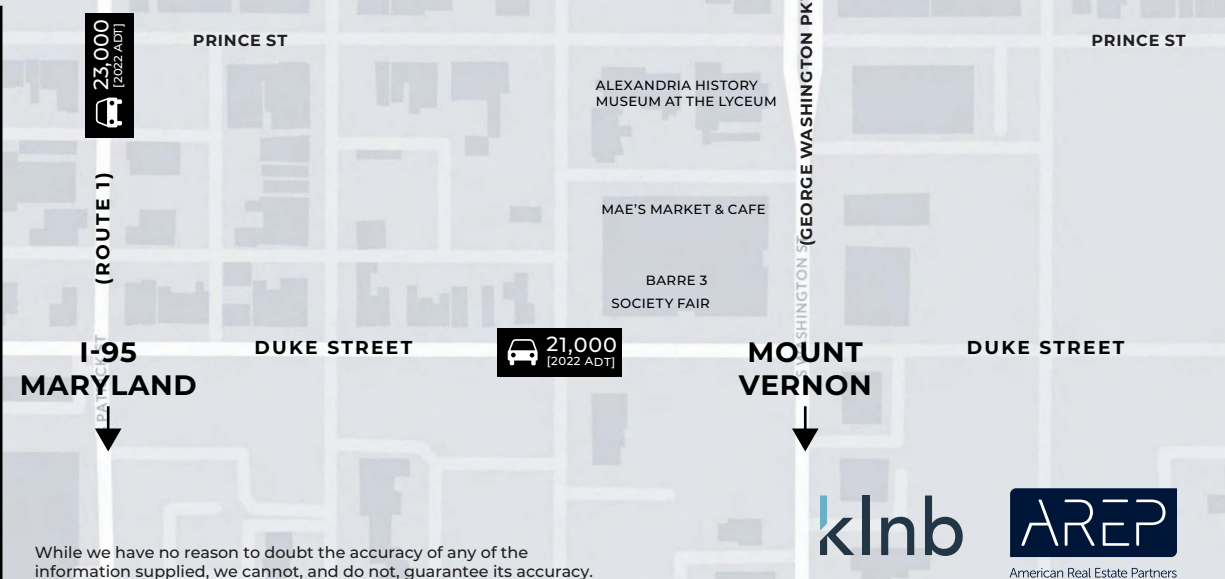 PRINCE ST
PRINCE ST
23,000
[2022 ADT]
(ROUTE 1)
ALEXANDRIA HISTORY
MUSEUM AT THE LYCEUM
(GEORGE WASHINGTON PK
MAE'S MARKET & CAFE
BARRE 3
SOCIETY FAIR
S WASHINGTON ST
DUKE STREET
21,000
[2022 ADT]
DUKE STREET
I-95
MARYLAND
MOUNT
VERNON
klnb
AREP
American Real Estate Partners
While we have no reason to doubt the accuracy of any of the
information supplied, we cannot, and do not, guarantee its accuracy.